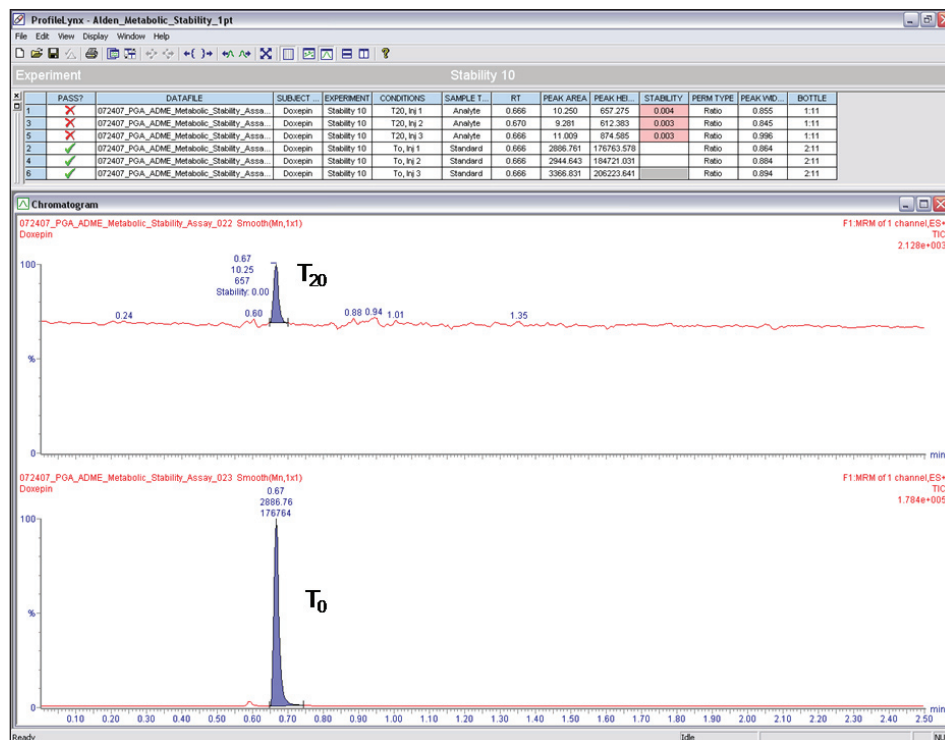 ProfileLynx - Alden_Metabolic_Stability_1pt
File Edit View Display Window Help
Experiment Stability 10
PASS? DATAFILE SUBJECT ... EXPERIMENT CONDITIONS SAMPLE T... RT PEAK AREA PEAK HEI... STABILITY PERM TYPE PEAK WID... BOTTLE
1 072407_PGA_ADME_Metabolic_Stability_Assa... Doxepin Stability 10 T20, Inj 1 Analyte 0.666 10.250 657.275 0.004 Ratio 0.855 1:11
3 072407_PGA_ADME_Metabolic_Stability_Assa... Doxepin Stability 10 T20, Inj 2 Analyte 0.670 9.281 612.383 0.003 Ratio 0.845 1:11
5 072407_PGA_ADME_Metabolic_Stability_Assa... Doxepin Stability 10 T20, Inj 3 Analyte 0.666 11.009 874.585 0.003 Ratio 0.996 1:11
2 072407_PGA_ADME_Metabolic_Stability_Assa... Doxepin Stability 10 To, Inj 1 Standard 0.666 2886.761 176763.578 Ratio 0.864 2:11
4 072407_PGA_ADME_Metabolic_Stability_Assa... Doxepin Stability 10 To, Inj 2 Standard 0.666 2944.643 184721.031 Ratio 0.884 2:11
6 072407_PGA_ADME_Metabolic_Stability_Assa... Doxepin Stability 10 To, Inj 3 Standard 0.666 3366.831 206223.641 Ratio 0.894 2:11
Chromatogram
072407_PGA_ADME_Metabolic_Stability_Assay_022 Smooth(Mn,1x1) F1:MRM of 1 channel,ES+
Doxepin TIC
2.128e+003
100
0.67
10.25
657
Stability: 0.00
T20
0.24 0.60 0.88 0.94 1.01 1.35
%
0 min
072407_PGA_ADME_Metabolic_Stability_Assay_023 Smooth(Mn,1x1) F1:MRM of 1 channel,ES+
Doxepin TIC
1.784e+005
0.67
2886.76
176764
100
T0
%
0 min
0.10 0.20 0.30 0.40 0.50 0.60 0.70 0.80 0.90 1.00 1.10 1.20 1.30 1.40 1.50 1.60 1.70 1.80 1.90 2.00 2.10 2.20 2.30 2.40 2.50
Ready Idle NU